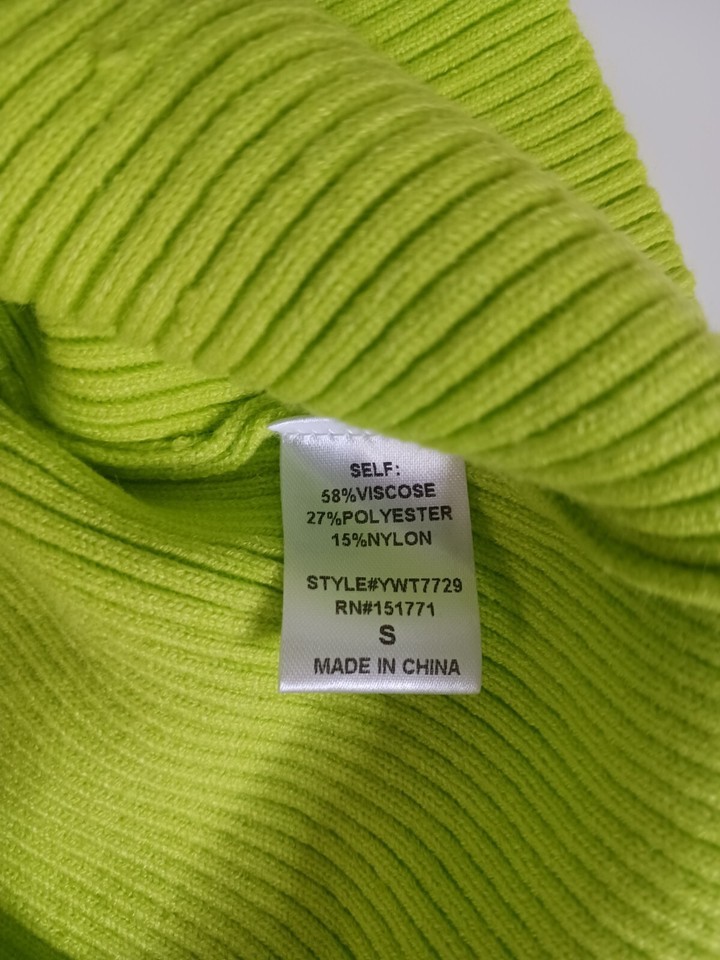 SELF:
58%VISCOSE
27%POLYESTER
15%NYLON
STYLE#YWT7729
RN#151771
S
MADE IN CHINA